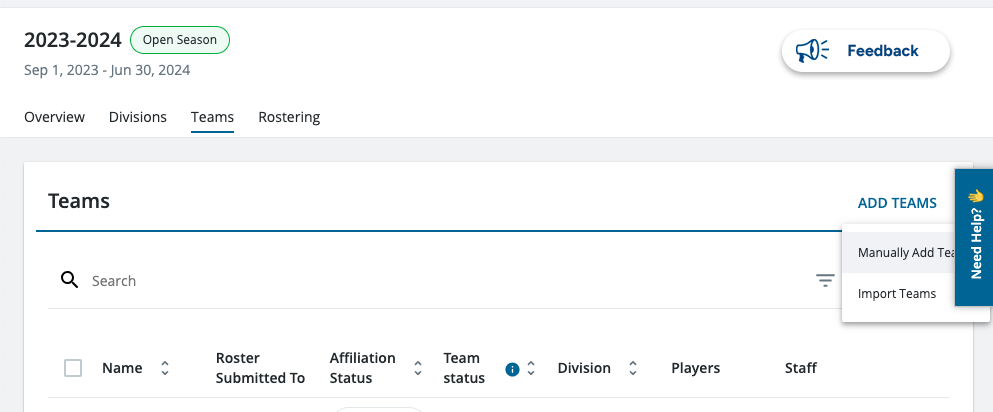 2023-2024 Open Season
Sep 1, 2023 - Jun 30, 2024
Feedback
Overview Divisions Teams Rostering
Teams
ADD TEAMS
Need Help?
Manually Add Tea
Import Teams
Search
Name Roster Submitted To Affiliation Status Team status Division Players Staff